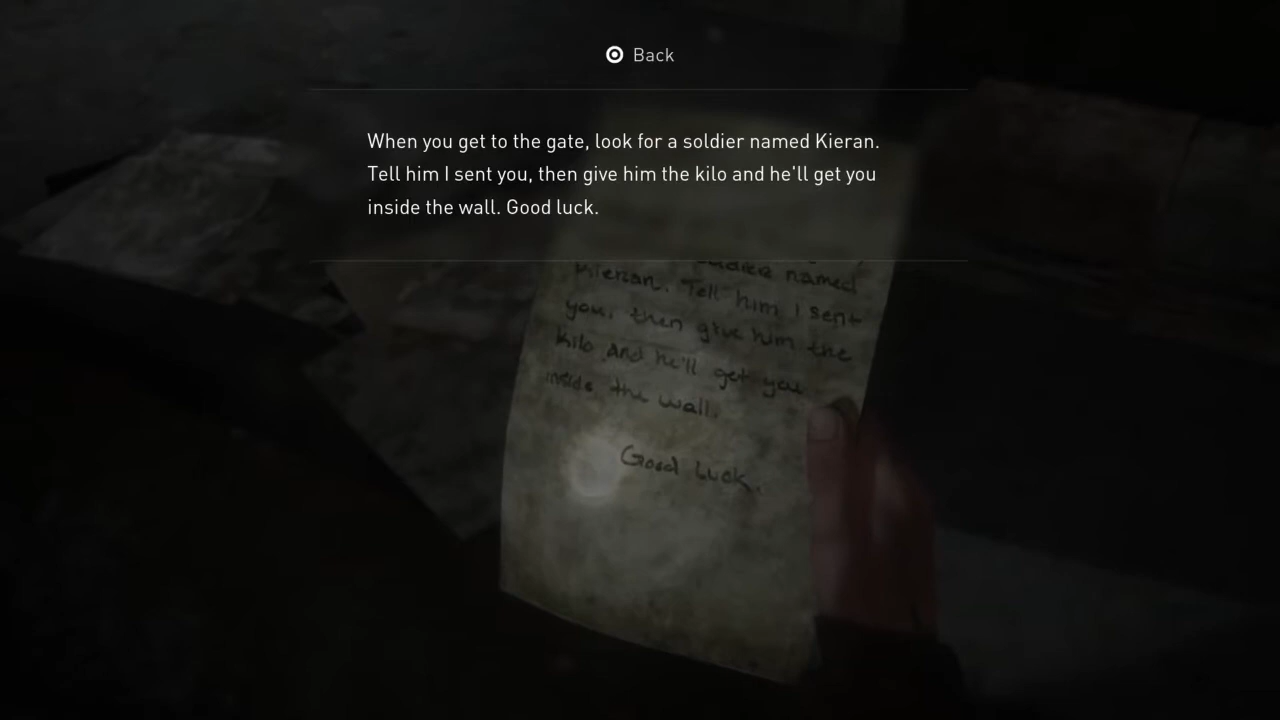 Back
When you get to the gate, look for a soldier named Kieran.
Tell him I sent you, then give him the kilo and he'll get you
inside the wall. Good luck.
named
Kieran. Tell him I sent
you, then give him the
kilo and he'll get you
inside the wall.
Good Luck.